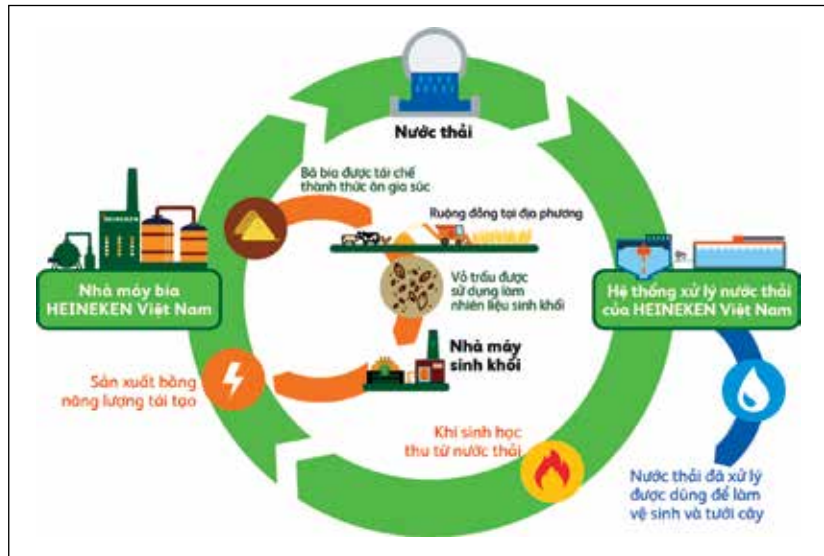 Nước thải
Bã bia được tái chế
thành thức ăn gia súc
Ruộng đồng tại địa phương
HEINEKEN
Nhà máy bia
HEINEKEN Việt Nam
Vỏ trấu được
sử dụng làm
nhiên liệu sinh khối
Hệ thống xử lý nước thải
của HEINEKEN Việt Nam
Nhà máy
sinh khối
Sản xuất bằng
năng lượng tái tạo
Khí sinh học
thu từ nước thải
Nước thải đã xử lý
được dùng để làm
vệ sinh và tưới cây